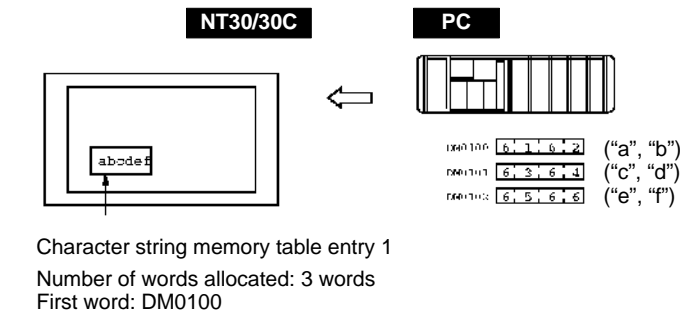 NT30/30C PC
abcdef
DM0100 6 1 6 2 (“a”, “b”)
DM0101 6 3 6 4 (“c”, “d”)
DM0102 6 5 6 6 (“e”, “f”)
Character string memory table entry 1
Number of words allocated: 3 words
First word: DM0100